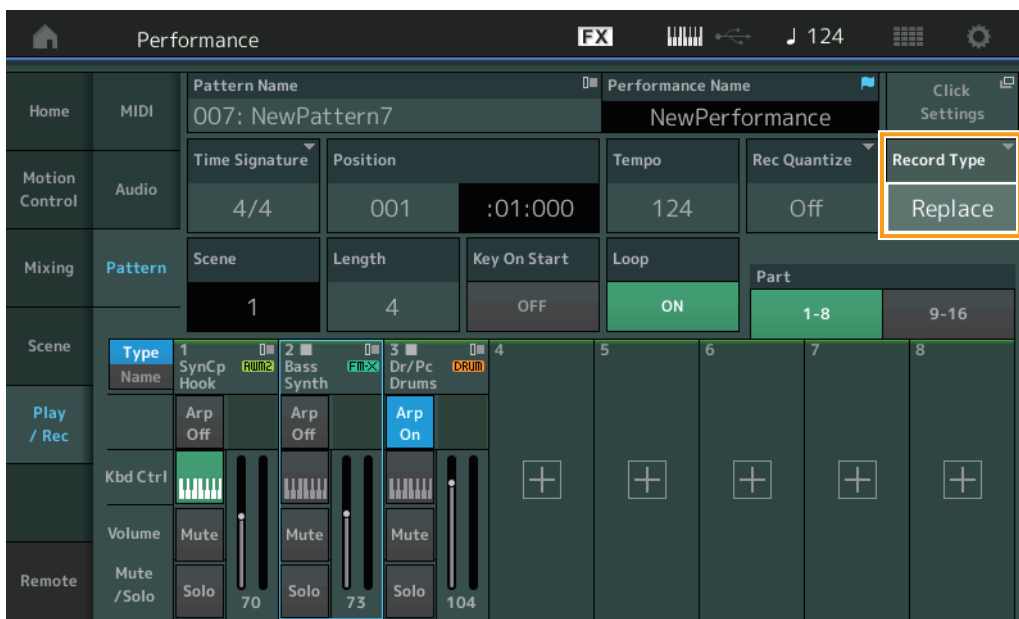 Performance
FX
♩ 124
Home
Motion
Control
Mixing
Scene
Play
/ Rec
Remote
MIDI
Audio
Pattern
Pattern Name
007: NewPattern7
Performance Name
NewPerformance
Click
Settings
Time Signature
4/4
Position
001 :01:000
Tempo
124
Rec Quantize
Off
Record Type
Replace
Scene
1
Length
4
Key On Start
OFF
Loop
ON
Part
1-8
9-16
Type
Name
1
SynCp AWM2
Hook
2
Bass FM-X
Synth
3
Dr/Pc DRUM
Drums
4
5
6
7
8
Arp
Off
Arp
Off
Arp
On
Kbd Ctrl
Volume
Mute
Mute
Mute
Mute
/Solo
Solo
70
Solo
73
Solo
104